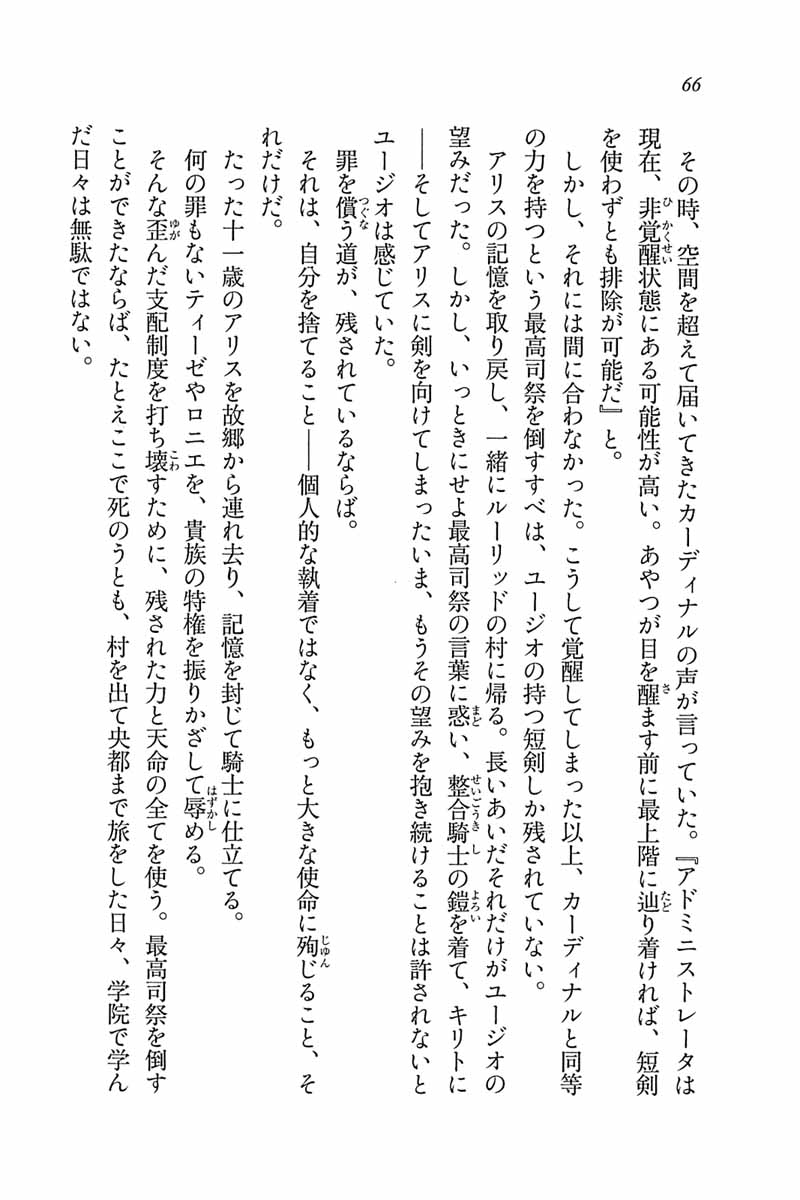 66
その時、空間を超えて届いてきたカーディナルの声が言っていた。『アドミニストレータは
現在、非覚醒状態にある可能性が高い。あやつが目を醒ます前に最上階に辿り着ければ、短剣
を使わずとも排除が可能だ』と。
しかし、それには間に合わなかった。こうして覚醒してしまった以上、カーディナルと同等
の力を持つという最高司祭を倒すすべは、ユージオの持つ短剣しか残されていない。
アリスの記憶を取り戻し、一緒にルーリッドの村に帰る。長いあいだそれだけがユージオの
望みだった。しかし、いっときにせよ最高司祭の言葉に惑い、整合騎士の鎧を着て、キリトに
――そしてアリスに剣を向けてしまったいま、もうその望みを抱き続けることは許されないと
ユージオは感じていた。
罪を償う道が、残されているならば。
それは、自分を捨てること――個人的な執着ではなく、もっと大きな使命に殉じること、そ
れだけだ。
たった十一歳のアリスを故郷から連れ去り、記憶を封じて騎士に仕立てる。
何の罪もないティーゼやロニエを、貴族の特権を振りかざして辱める。
そんな歪んだ支配制度を打ち壊すために、残された力と天命の全てを使う。最高司祭を倒す
ことができたならば、たとえここで死のうとも、村を出て央都まで旅をした日々、学院で学ん
だ日々は無駄ではない。